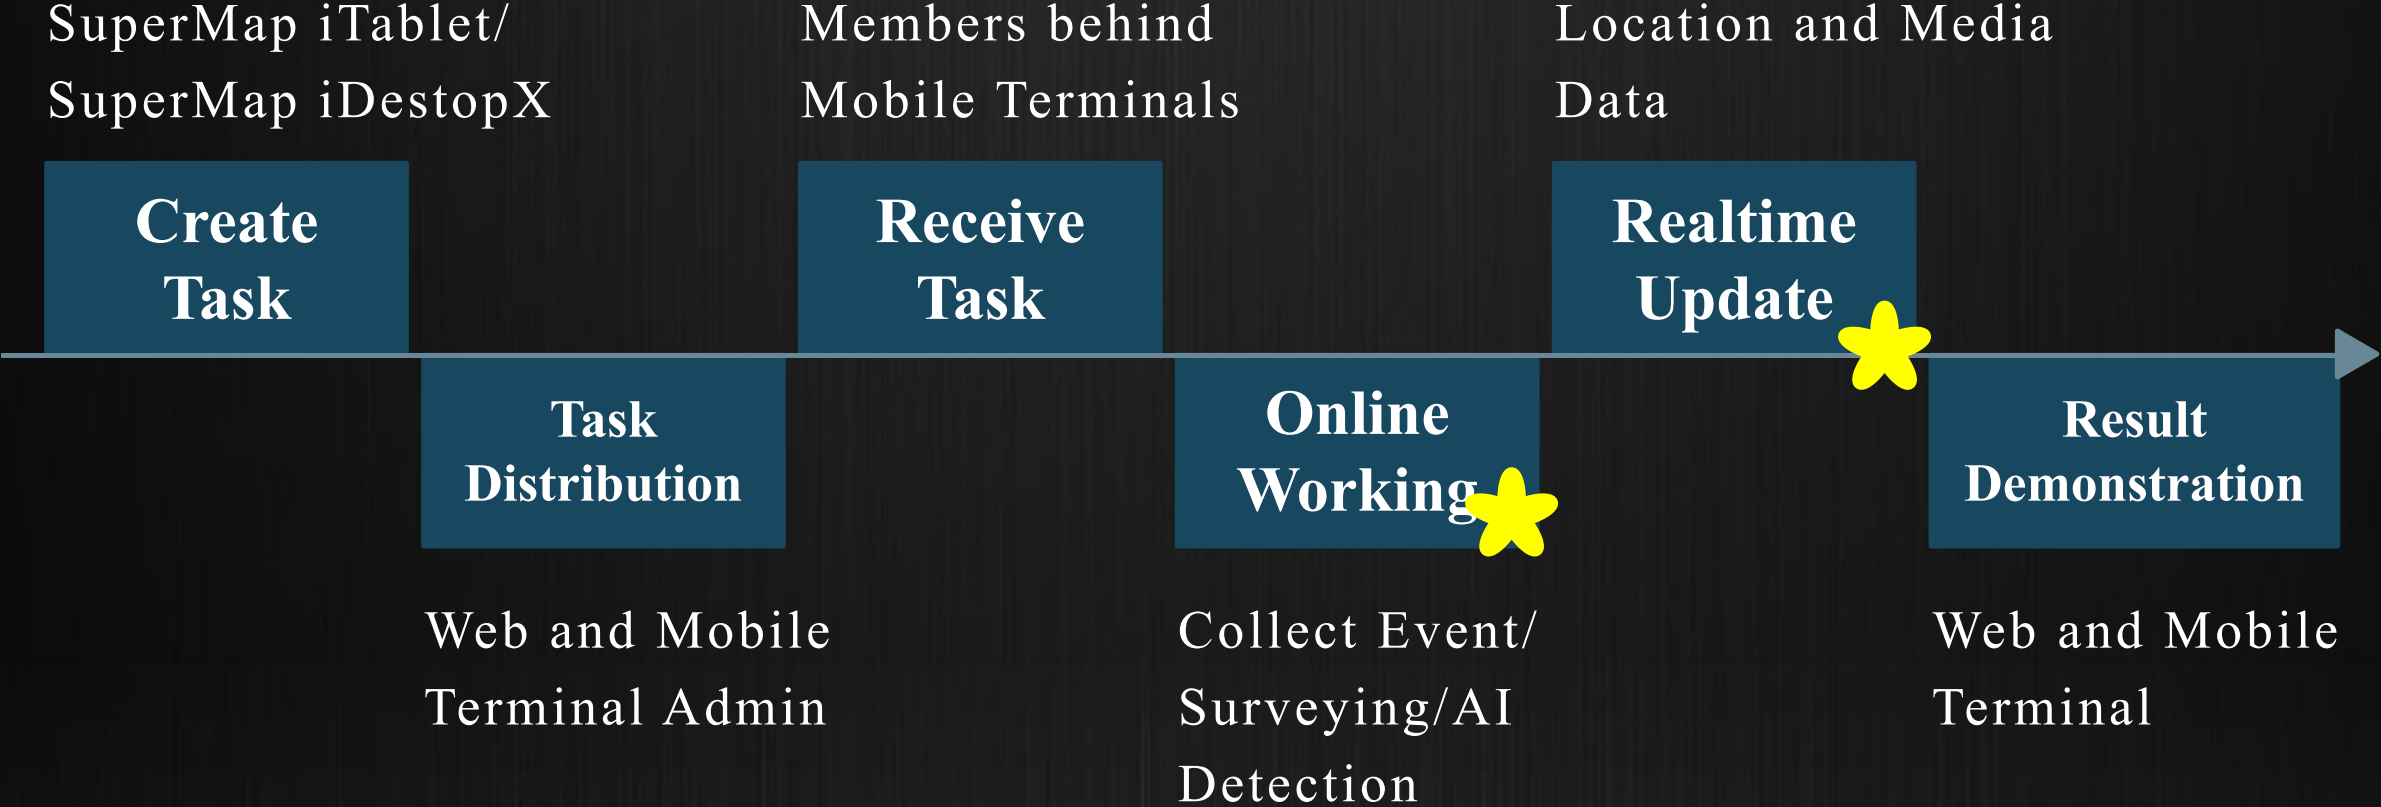 SuperMap iTablet/
SuperMap iDestopX
Create
Task
Task
Distribution
Web and Mobile
Terminal Admin
Members behind
Mobile Terminals
Receive
Task
Online
Working
Collect Event/
Surveying/AI
Detection
Location and Media
Data
Realtime
Update
Result
Demonstration
Web and Mobile
Terminal